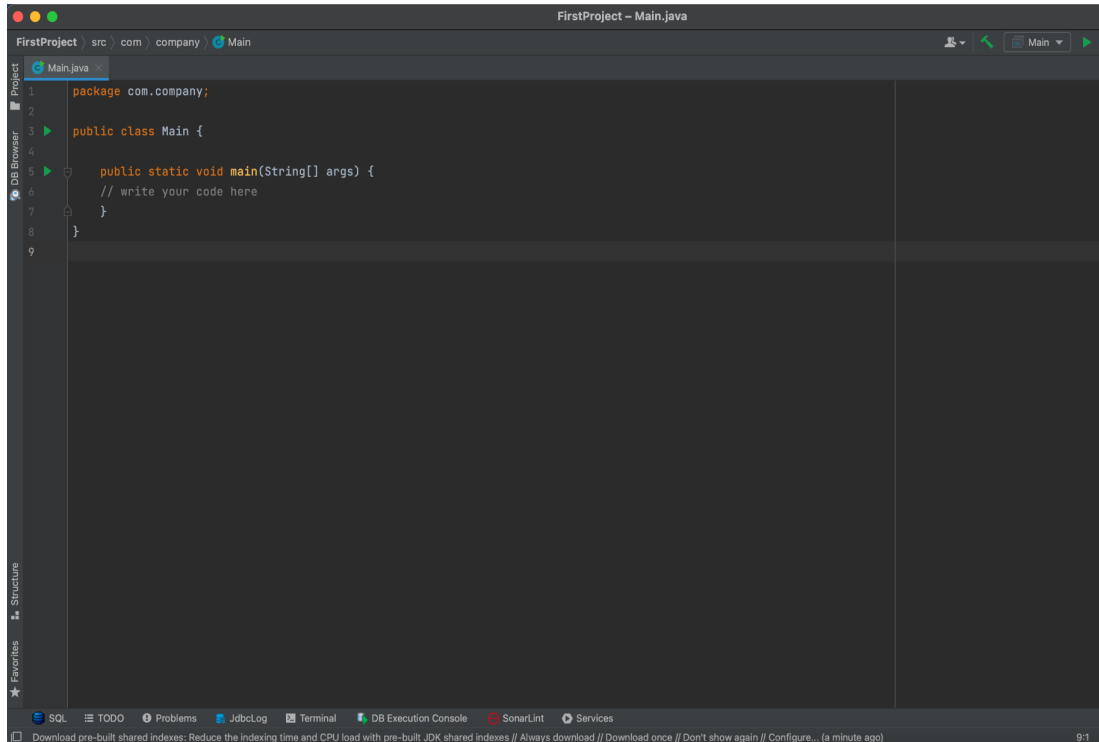 FirstProject – Main.java
FirstProject src com company Main
Main
Main.java
Project
DB Browser
Structure
Favorites
1 package com.company;
2
3 public class Main {
4
5 public static void main(String[] args) {
6 // write your code here
7 }
8 }
9
SQL TODO Problems JdbcLog Terminal DB Execution Console SonarLint Services
Download pre-built shared indexes: Reduce the indexing time and CPU load with pre-built JDK shared indexes // Always download // Download once // Don't show again // Configure... (a minute ago) 9:1